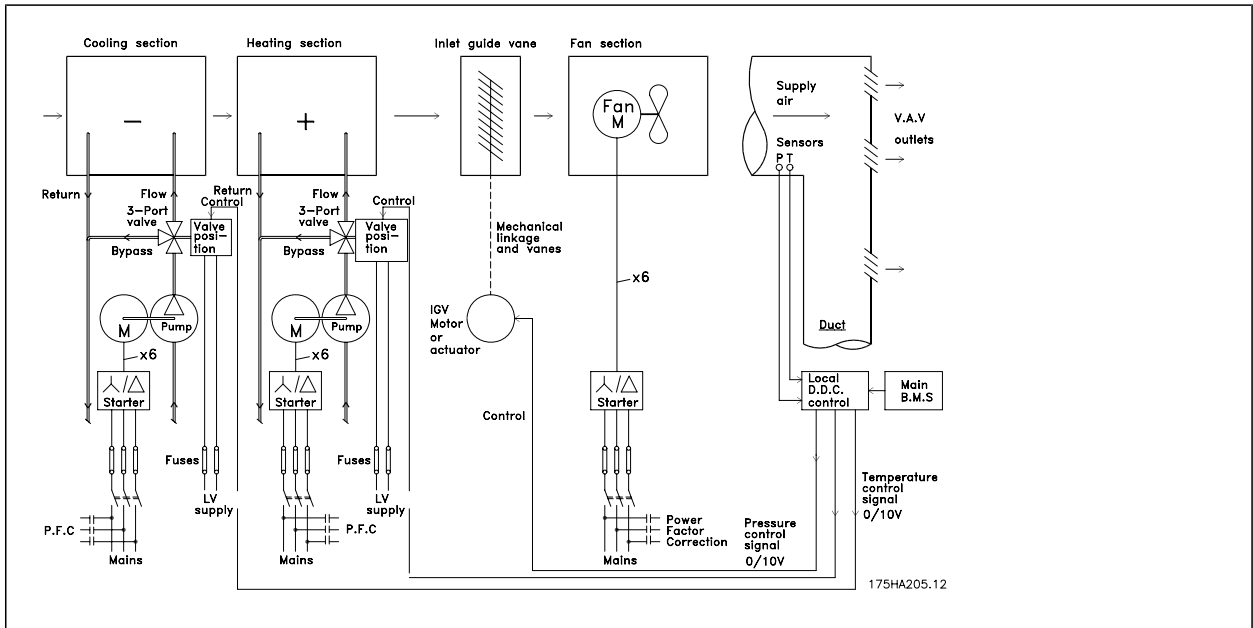 Cooling section
Heating section
Inlet guide vane
Fan section
−
+
Fan
M
Supply
air
V.A.V
outlets
Sensors
P T
Return
Flow
Return
Control
Flow
Control
3-Port
valve
Valve
posi-
tion
3-Port
valve
Valve
posi-
tion
Bypass
Bypass
Mechanical
linkage
and vanes
x6
M
Pump
M
Pump
IGV
Motor
or
actuator
Duct
x6
x6
Starter
Starter
Starter
Local
D.D.C.
control
Main
B.M.S
Control
Fuses
Fuses
LV
supply
LV
supply
Temperature
control
signal
0/10V
P.F.C
P.F.C
Power
Factor
Correction
Pressure
control
signal
0/10V
Mains
Mains
Mains
175HA205.12